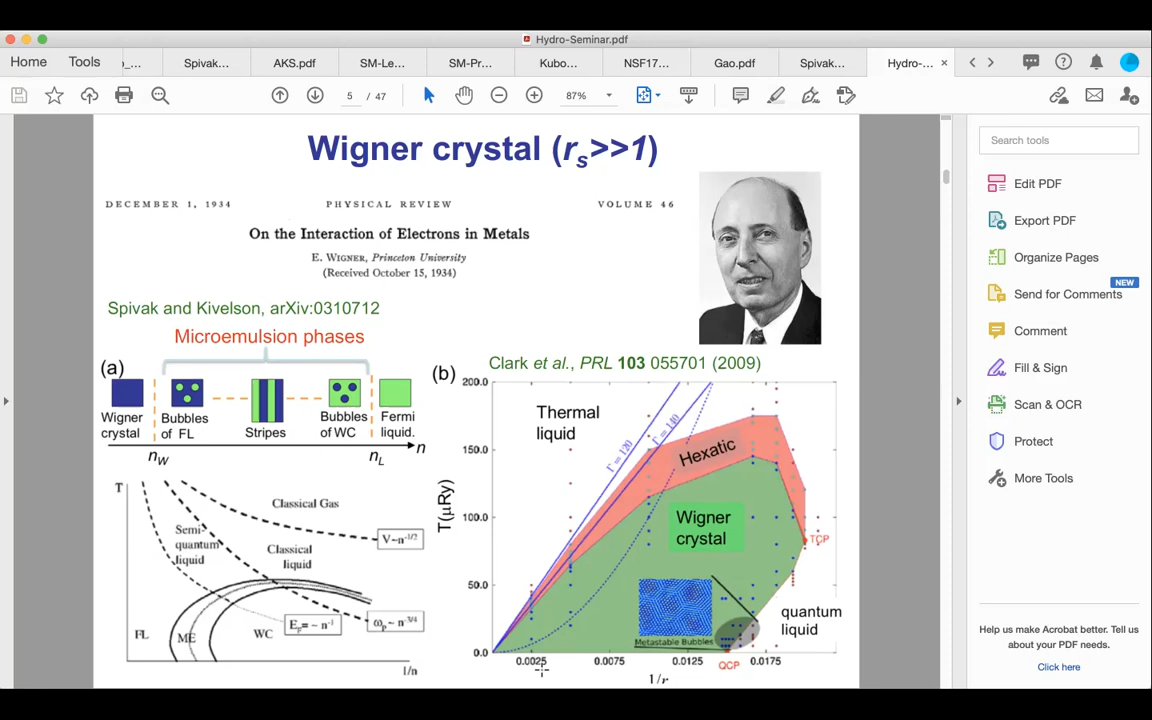 Hydro-Seminar.pdf
Home Tools _... Spivak... AKS.pdf SM-Le... SM-Pr... Kubo... NSF17... Gao.pdf Spivak... Hydro-... ×
5 / 47 87%
Wigner crystal (rs>>1)
DECEMBER 1, 1934 PHYSICAL REVIEW VOLUME 46
On the Interaction of Electrons in Metals
E. WIGNER, Princeton University
(Received October 15, 1934)
Spivak and Kivelson, arXiv:0310712
Microemulsion phases
(a)
Wigner crystal
Bubbles of FL
Stripes
Bubbles of WC
Fermi liquid.
nW nL n
T
Classical Gas
V~n^-1/2
Semi-quantum liquid
Classical liquid
FL ME WC
EF= ~ n^-1
ωp ~ n^-3/4
1/n
Clark et al., PRL 103 055701 (2009)
(b)
200.0
150.0
100.0
50.0
0.0
T(μRy)
Thermal liquid
Γ = 120
Γ = 140
Hexatic
Wigner crystal
TCP
quantum liquid
Metastable Bubbles
QCP
0.0025 0.0075 0.0125 0.0175
1/r
Search tools
Edit PDF
Export PDF
Organize Pages
NEW
Send for Comments
Comment
Fill & Sign
Scan & OCR
Protect
More Tools
Help us make Acrobat better. Tell us
about your PDF needs.
Click here